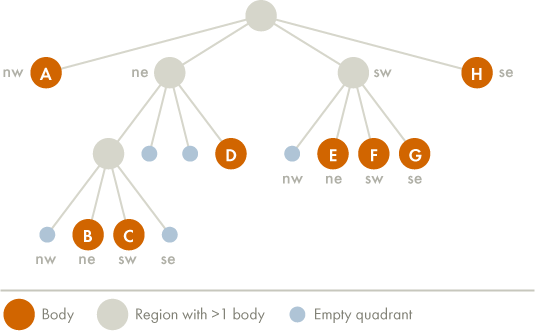 nw A ne sw H se
D E F G
nw ne sw se
B C
nw ne sw se
Body Region with >1 body Empty quadrant